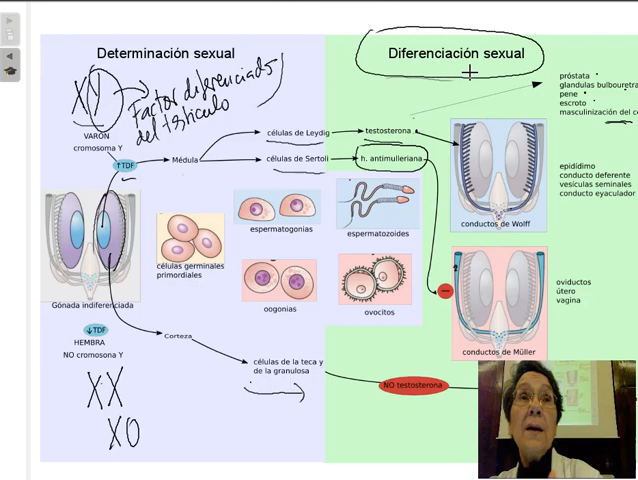 Determinación sexual
Diferenciación sexual
XY
Factor diferenciador
del testículo
VARÓN
cromosoma Y
↑TDF
Médula
células de Leydig
testosterona
células de Sertoli
h. antimulleriana
próstata
glandulas bulbouretra
pene
escroto
masculinización del ce
epidídimo
conducto deferente
vesículas seminales
conducto eyaculador
conductos de Wolff
espermatogonias
espermatozoides
células germinales
primordiales
oogonias
ovocitos
Gónada indiferenciada
oviductos
útero
vagina
conductos de Müller
↓TDF
HEMBRA
NO cromosona Y
Corteza
células de la teca y
de la granulosa
NO testosterona
XX
XO